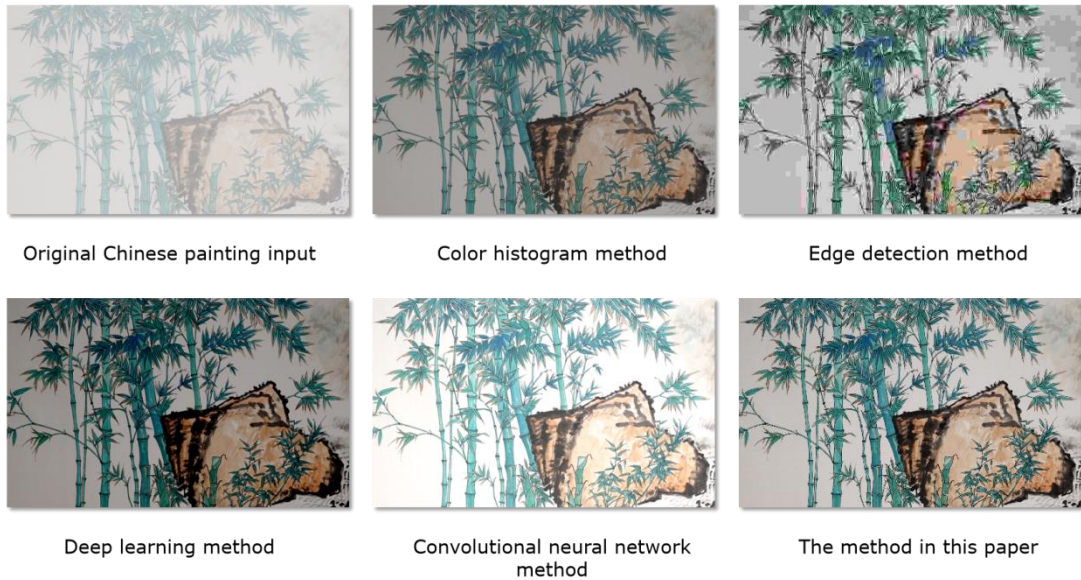 Original Chinese painting input
Color histogram method
Edge detection method
Deep learning method
Convolutional neural network
method
The method in this paper